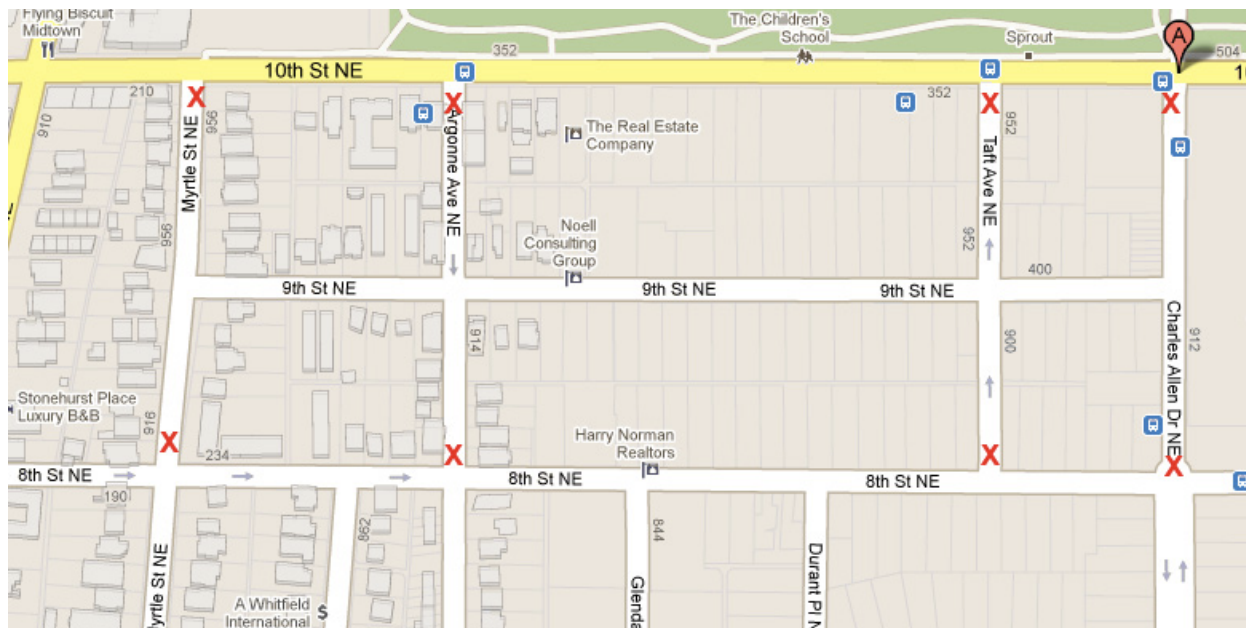 Flying Biscuit
Midtown
The Children's
School
Sprout
A
352
504
10th St NE
210
X
X
352
X
X
910
956
Myrtle St NE
Argonne Ave NE
The Real Estate
Company
952
Taft Ave NE
956
Noell
Consulting
Group
952
400
9th St NE
9th St NE
9th St NE
914
900
Charles Allen Dr NE
912
Stonehurst Place
Luxury B&B
916
X
234
X
Harry Norman
Realtors
X
X
8th St NE
8th St NE
8th St NE
190
862
844
Myrtle St NE
Glenda
Durant Pl N
A Whitfield
International
$